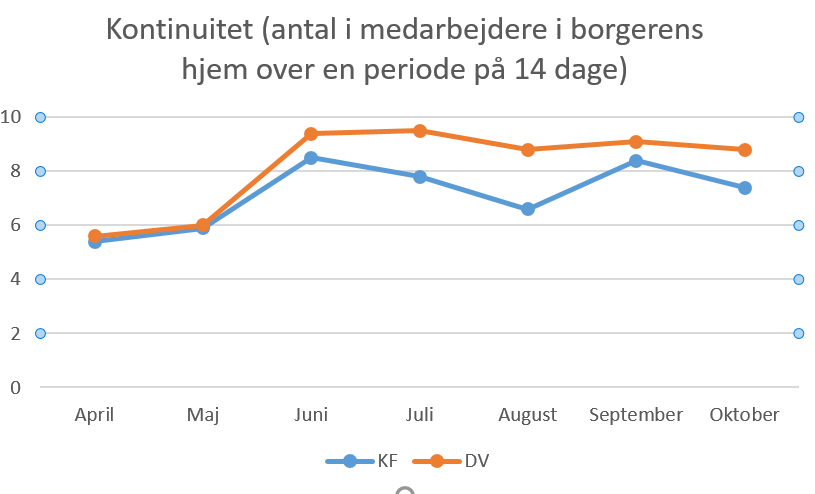 Kontinuitet (antal i medarbejdere i borgerens
hjem over en periode på 14 dage)
10
8
6
4
2
0
April Maj Juni Juli August September Oktober
KF DV